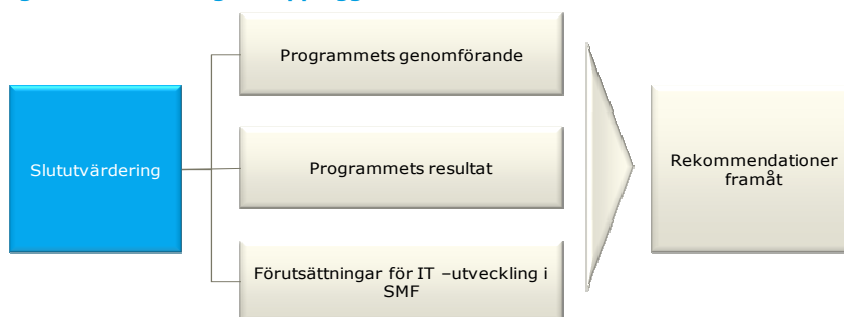 Programmets genomförande
Slututvärdering
Programmets resultat
Rekommendationer
framåt
Förutsättningar för IT –utveckling i
SMF